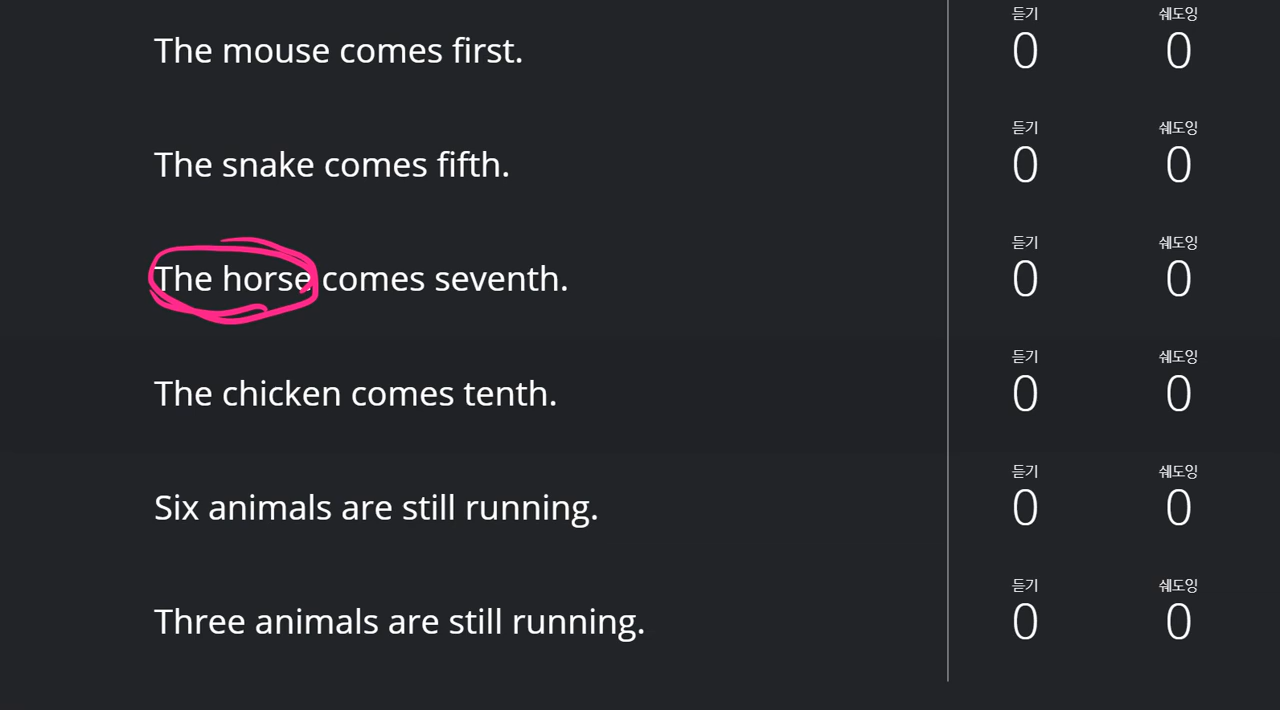 듣기 쉐도잉
The mouse comes first. 0 0
듣기 쉐도잉
The snake comes fifth. 0 0
듣기 쉐도잉
The horse comes seventh. 0 0
듣기 쉐도잉
The chicken comes tenth. 0 0
듣기 쉐도잉
Six animals are still running. 0 0
듣기 쉐도잉
Three animals are still running. 0 0